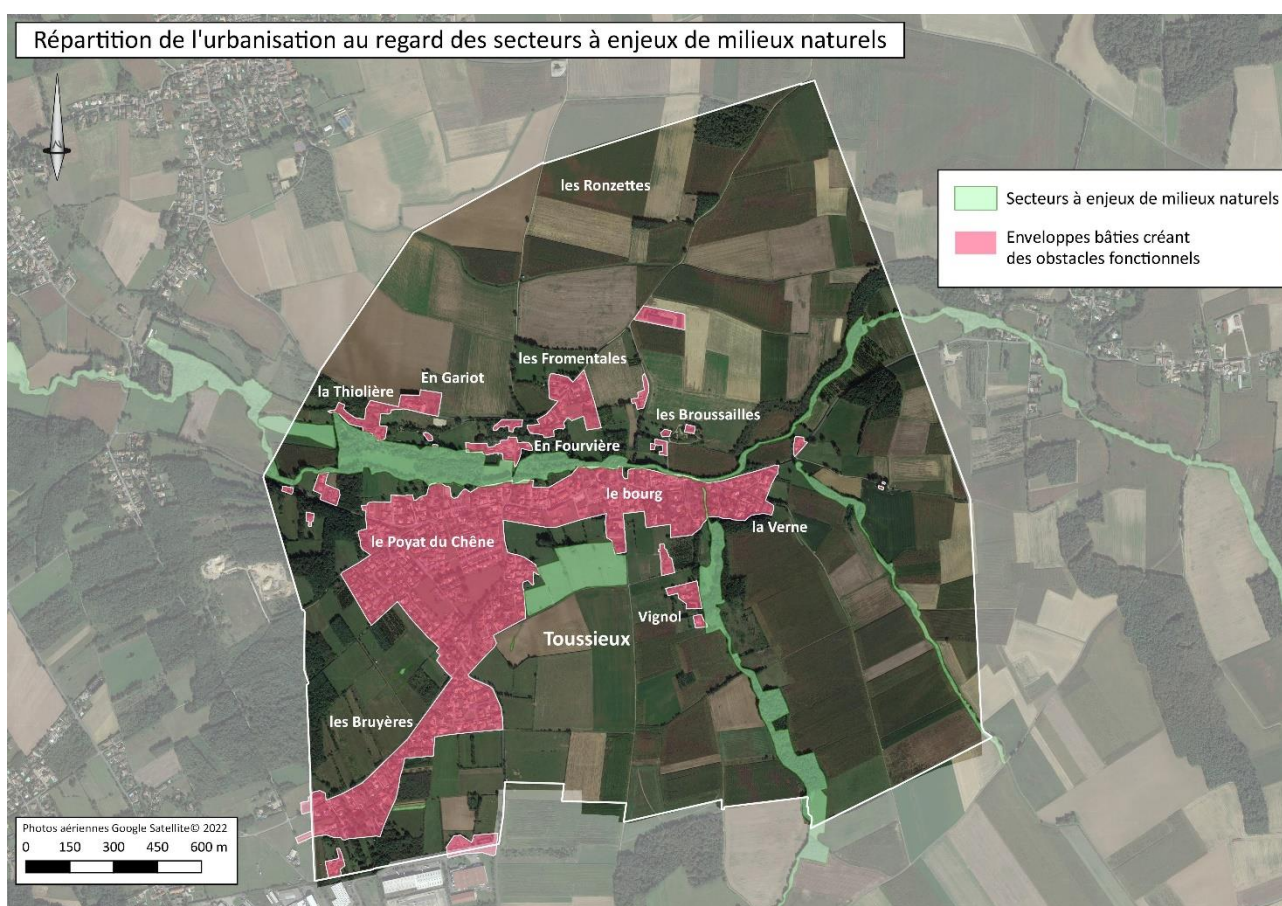 Répartition de l'urbanisation au regard des secteurs à enjeux de milieux naturels
les Ronzettes
Secteurs à enjeux de milieux naturels
Enveloppes bâties créant
des obstacles fonctionnels
les Fromentales
En Gariot
la Thiolière
les Broussailles
En Fourvière
le bourg
la Verne
le Poyat du Chêne
Vignol
Toussieux
les Bruyères
Photos aériennes Google Satellite© 2022
0 150 300 450 600 m